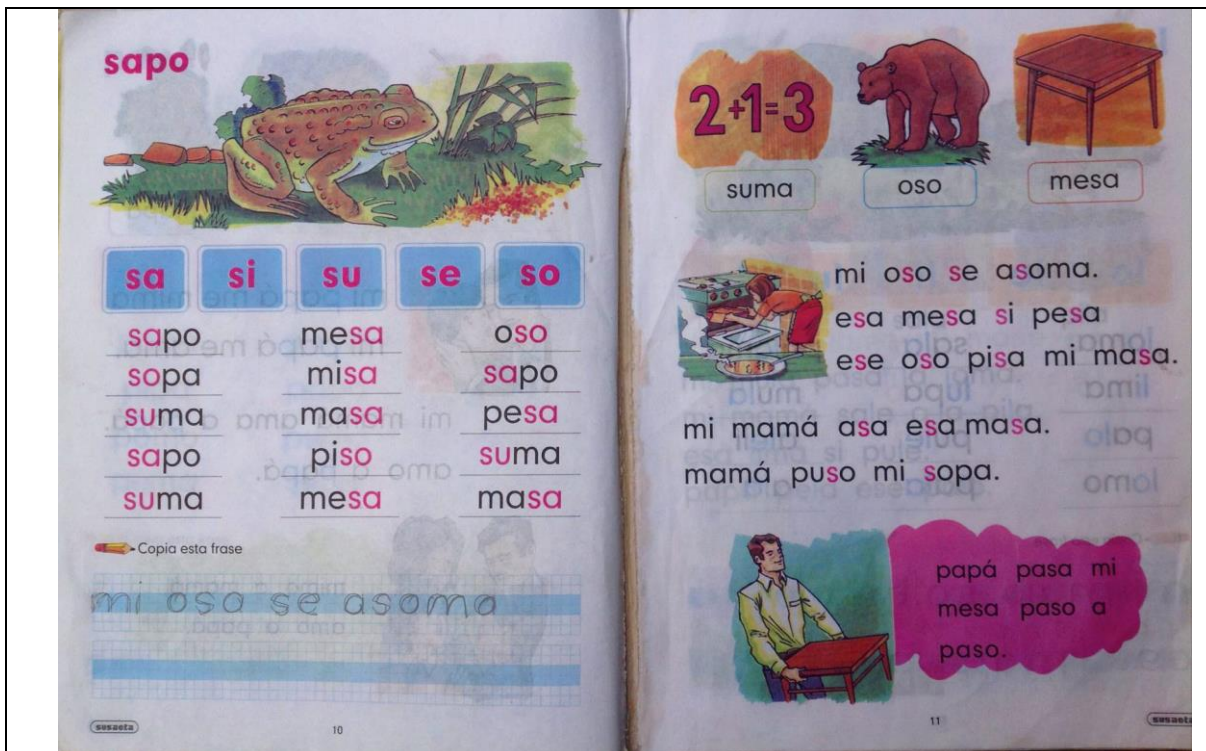 sapo
sa si su se so
sapo mesa oso
sopa misa sapo
suma masa pesa
sapo piso suma
suma mesa masa
Copia esta frase
mi oso se asoma
susaeta
10
2+1=3
suma oso mesa
mi oso se asoma.
esa mesa si pesa
ese oso pisa mi masa.
mi mamá asa esa masa.
mamá puso mi sopa.
papá pasa mi
mesa paso a
paso.
11
susaeta